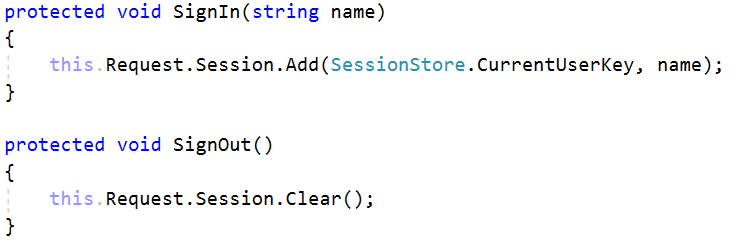 protected void SignIn(string name)
{
    this.Request.Session.Add(SessionStore.CurrentUserKey, name);
}

protected void SignOut()
{
    this.Request.Session.Clear();
}